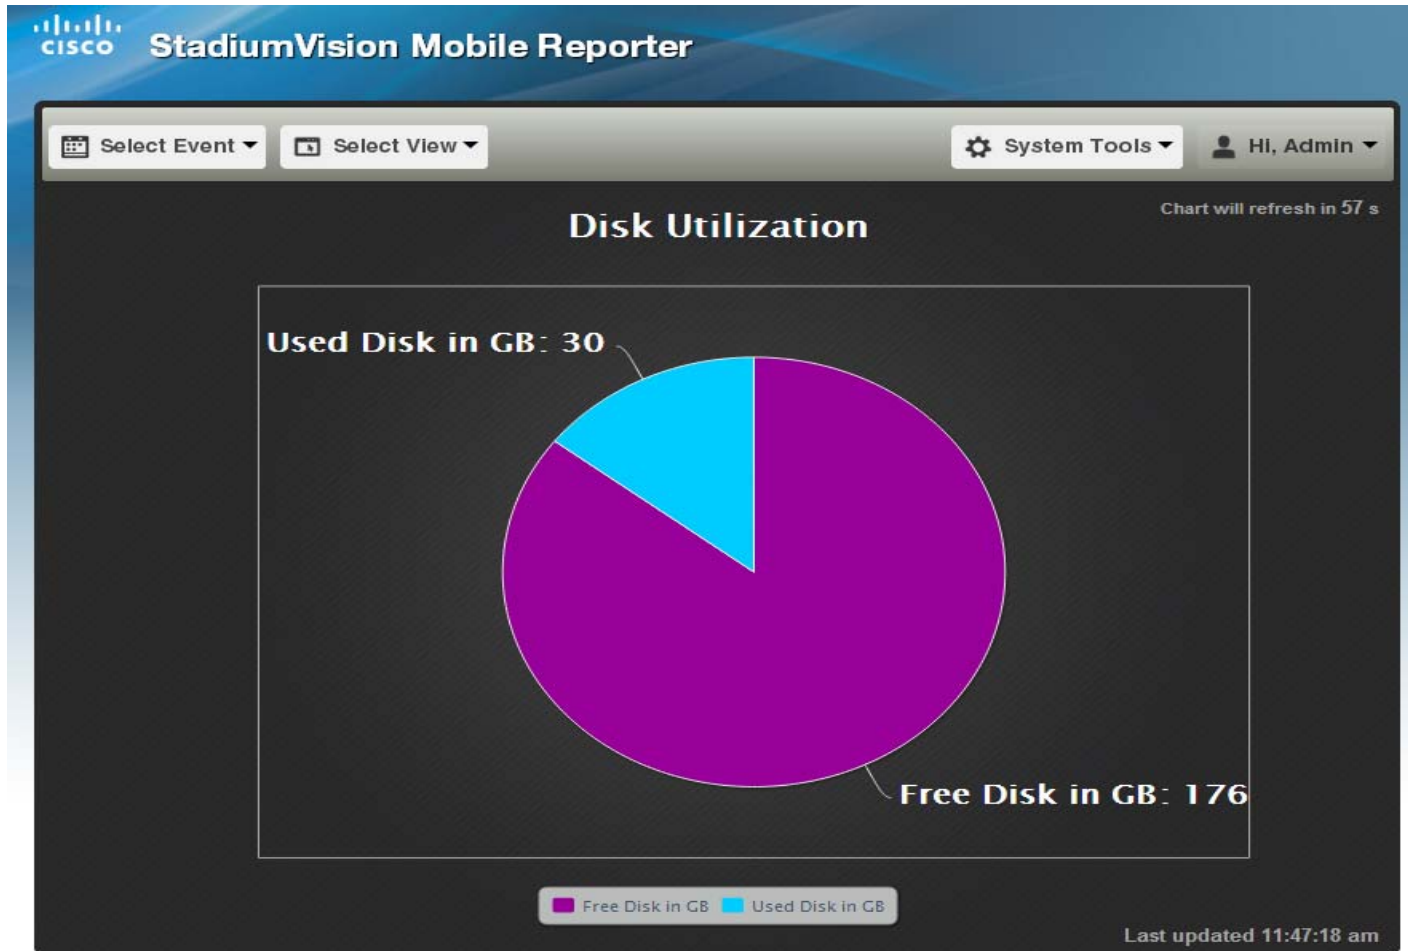 CISCO StadiumVision Mobile Reporter
Select Event Select View System Tools Hi, Admin
Chart will refresh in 57 s
Disk Utilization
Used Disk in GB: 30
Free Disk in GB: 176
Free Disk in GB Used Disk in GB
Last updated 11:47:18 am